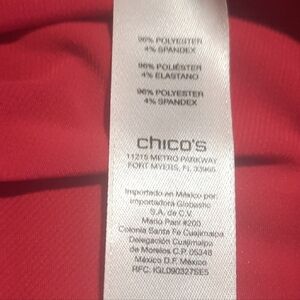 96% POLYESTER
4% SPANDEX
96% POLIÉSTER
4% ELASTANO
96% POLYESTER
4% SPANDEX
chico's
11215 METRO PARKWAY
FORT MYERS, FL 33966
Importado en México por:
importadora Globastic
S.A. de C.V.
Mario Pani #200
Colonia Santa Fe Cuajimalpa
Delegación Cuajimalpa
de Morelos C.P. 05348
México D.F. México
RFC. IGL090327SE5